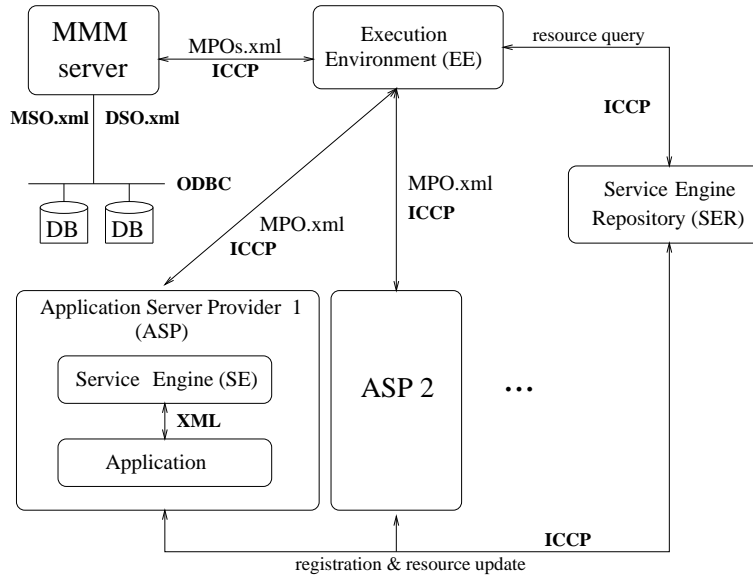 MMM
server
MPOs.xml
ICCP
Execution
Environment (EE)
resource query
ICCP
MSO.xml
DSO.xml
ODBC
DB
DB
MPO.xml
ICCP
MPO.xml
ICCP
Service Engine
Repository (SER)
Application Server Provider 1
(ASP)
Service Engine (SE)
XML
Application
ASP 2
...
ICCP
registration & resource update